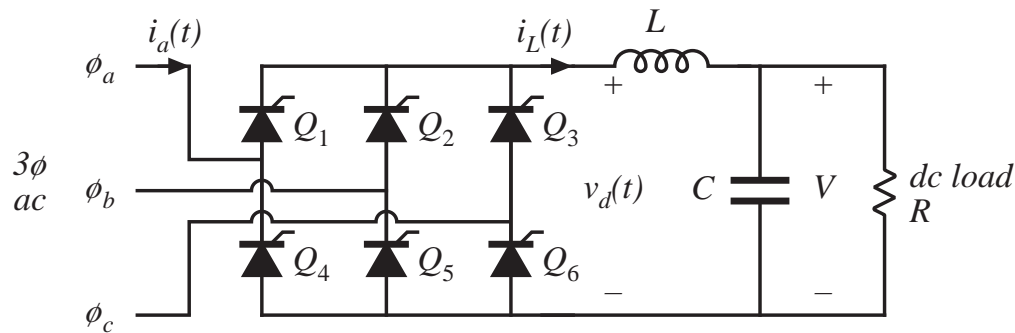 i_a(t)
i_L(t)
L
ϕ_a
+
+
Q_1
Q_2
Q_3
3ϕ
ac
ϕ_b
v_d(t)
C
V
dc load
R
Q_4
Q_5
Q_6
–
–
ϕ_c